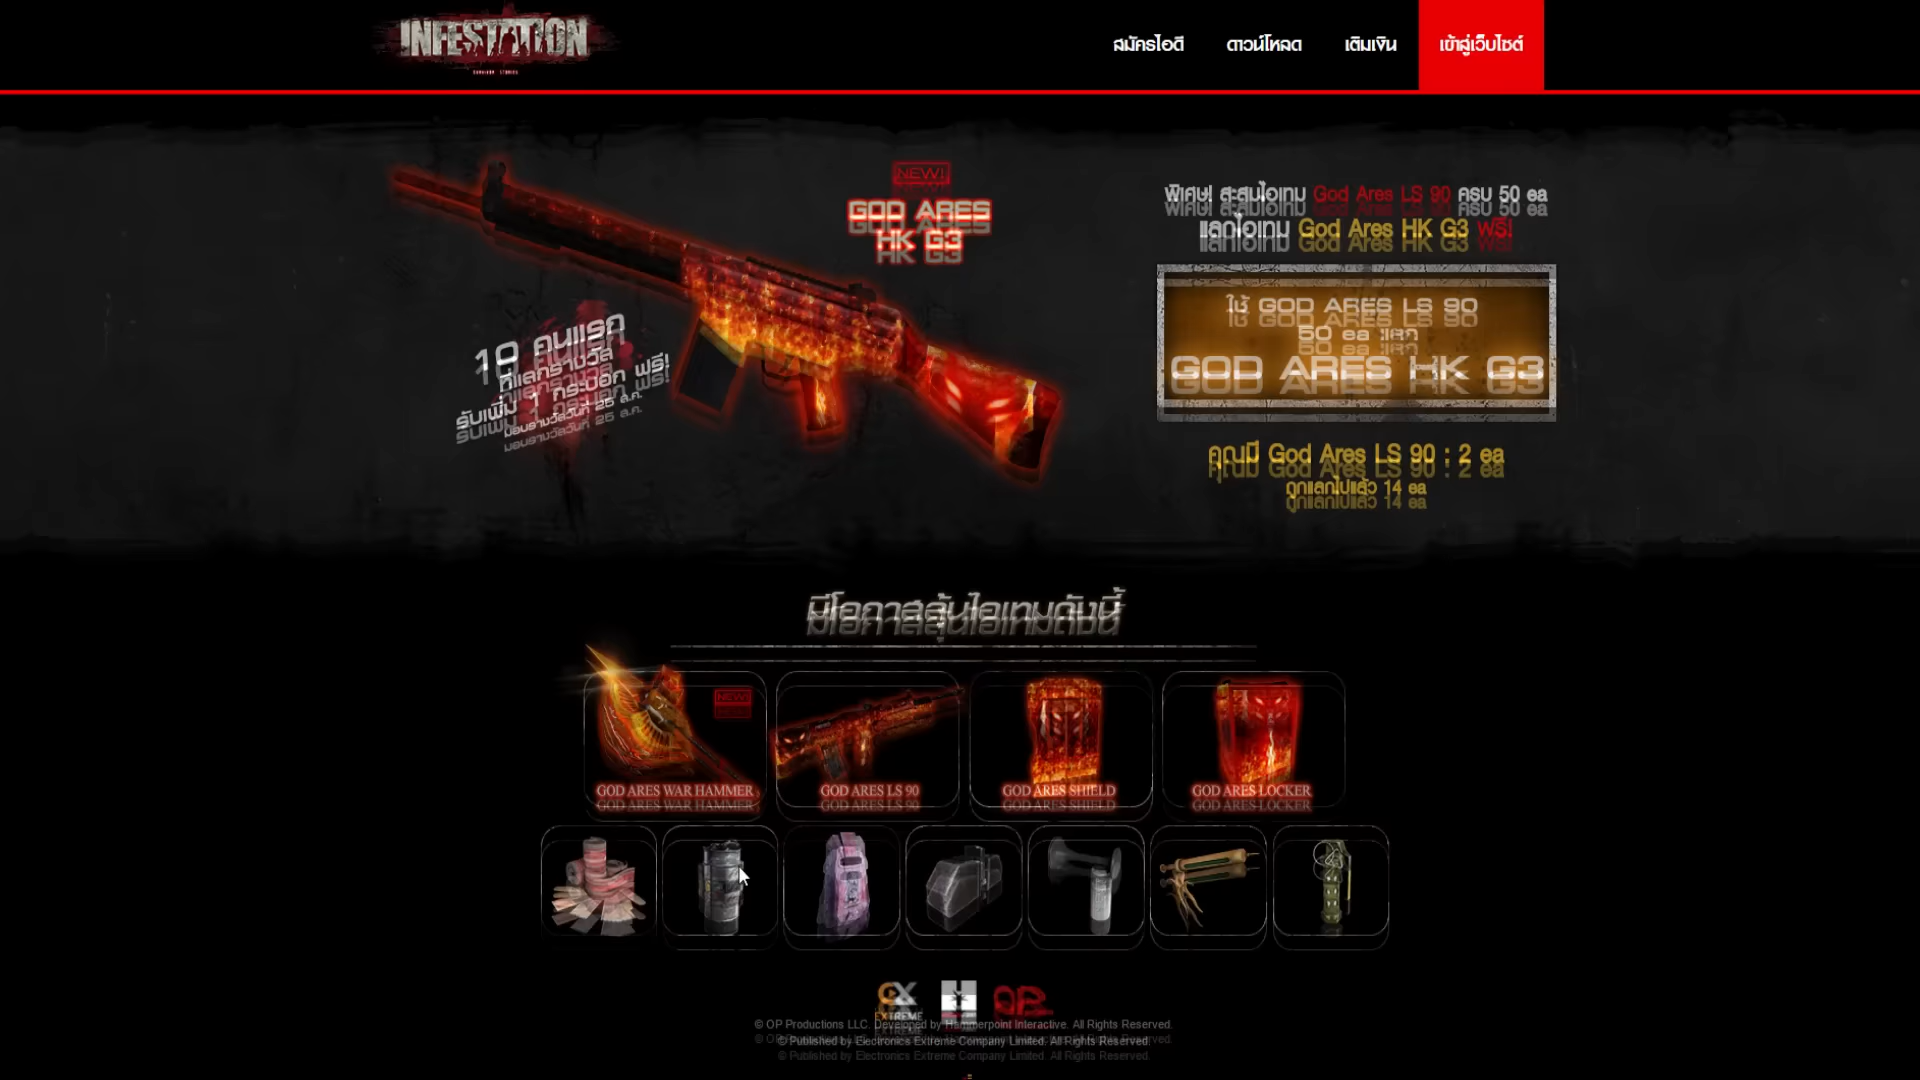 INFESTATION
SURVIVOR STORIES
สมัครไอดี
ดาวน์โหลด
เติมเงิน
เข้าสู่เว็บไซต์
NEW!
GOD ARES
HK G3
10 คนแรก
ที่แลกรางวัล
รับเพิ่ม 1 กระบอก ฟรี!
มอบรางวัลวันที่ 25 ส.ค.
พิเศษ! สะสมไอเทม God Ares LS 90 ครบ 50 ea
แลกไอเทม God Ares HK G3 ฟรี!
ใช้ GOD ARES LS 90
50 ea แลก
GOD ARES HK G3
คุณมี God Ares LS 90 : 2 ea
ถูกแลกไปแล้ว 14 ea
มีโอกาสลุ้นไอเทมดังนี้
NEW!
GOD ARES WAR HAMMER
GOD ARES LS 90
GOD ARES SHIELD
GOD ARES LOCKER
EXTREME
OP
© OP Productions LLC. Developed by Hammerpoint Interactive. All Rights Reserved.
© Published by Electronics Extreme Company Limited. All Rights Reserved.